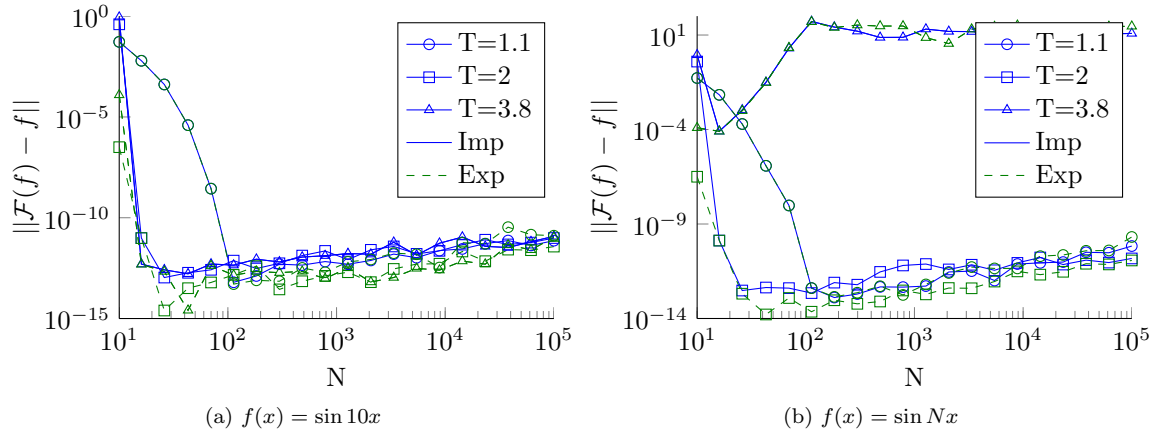 10^0
10^{-5}
10^{-10}
10^{-15}
||\mathcal{F}(f) − f||
T=1.1
T=2
T=3.8
Imp
Exp
10^1
10^2
10^3
10^4
10^5
N
(a) f(x) = sin 10x
10^1
10^{-4}
10^{-9}
10^{-14}
||\mathcal{F}(f) − f||
T=1.1
T=2
T=3.8
Imp
Exp
10^1
10^2
10^3
10^4
10^5
N
(b) f(x) = sin Nx